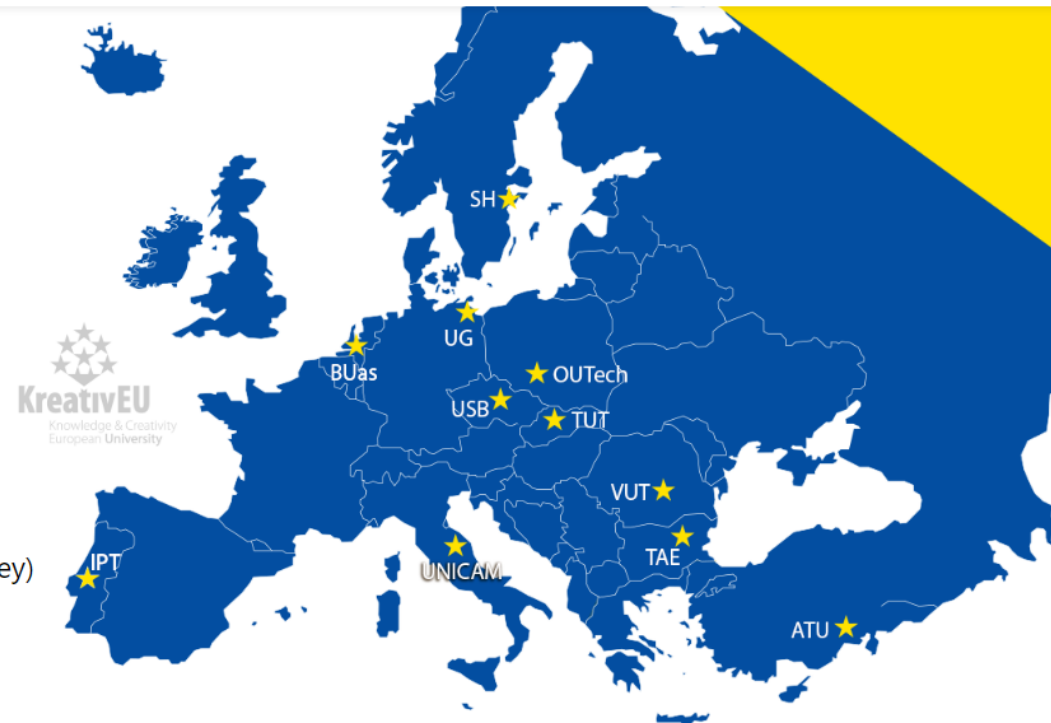 SH
UG
BUas
OUTech
USB
TUT
KreativEU
Knowledge & Creativity
European University
VUT
TAE
IPT
UNICAM
ey)
ATU